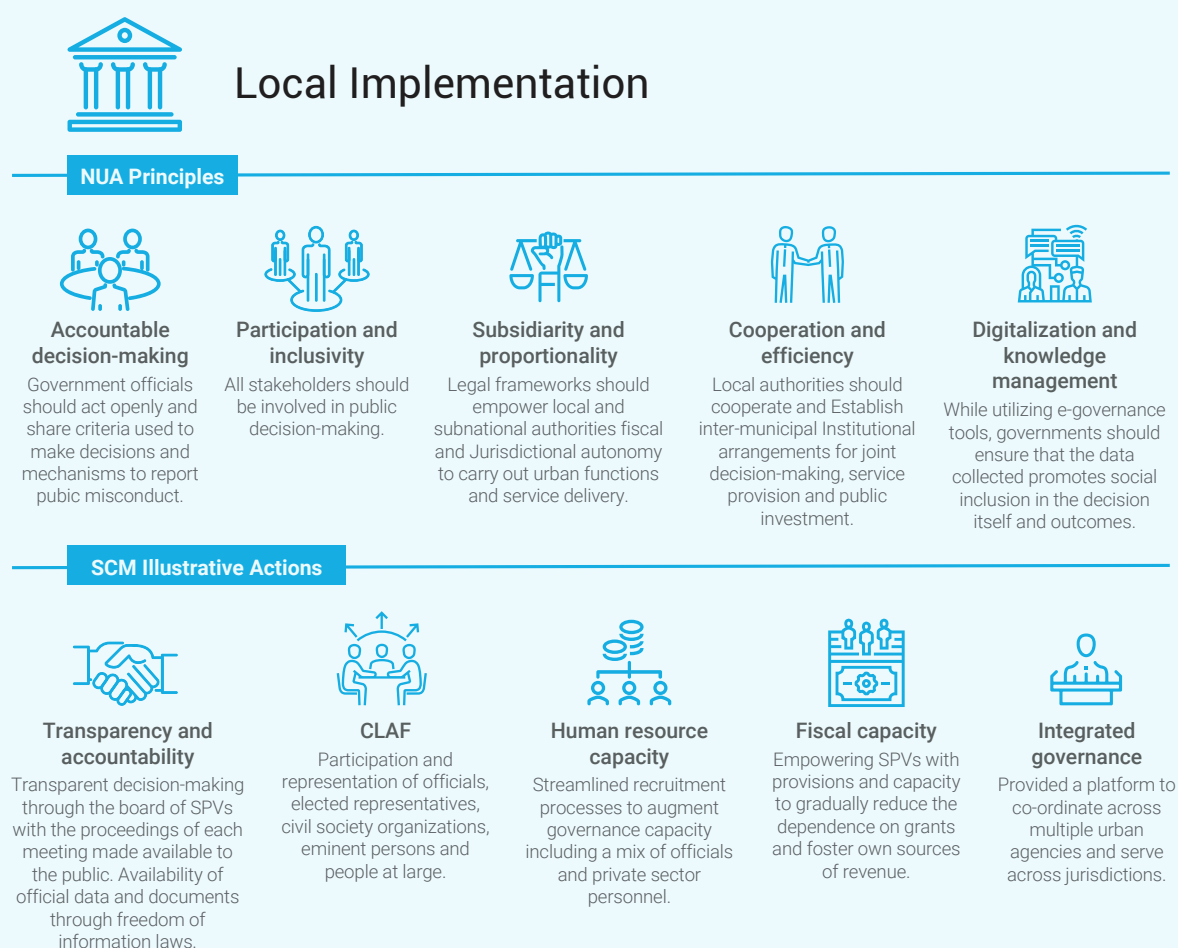 Local Implementation
NUA Principles
Accountable
decision-making
Government officials
should act openly and
share criteria used to
make decisions and
mechanisms to report
pubic misconduct.
Participation and
inclusivity
All stakeholders should
be involved in public
decision-making.
Subsidiarity and
proportionality
Legal frameworks should
empower local and
subnational authorities fiscal
and Jurisdictional autonomy
to carry out urban functions
and service delivery.
Cooperation and
efficiency
Local authorities should
cooperate and Establish
inter-municipal Institutional
arrangements for joint
decision-making, service
provision and public
investment.
Digitalization and
knowledge
management
While utilizing e-governance
tools, governments should
ensure that the data
collected promotes social
inclusion in the decision
itself and outcomes.
SCM Illustrative Actions
Transparency and
accountability
Transparent decision-making
through the board of SPVs
with the proceedings of each
meeting made available to
the public. Availability of
official data and documents
through freedom of
information laws.
CLAF
Participation and
representation of officials,
elected representatives,
civil society organizations,
eminent persons and
people at large.
Human resource
capacity
Streamlined recruitment
processes to augment
governance capacity
including a mix of officials
and private sector
personnel.
Fiscal capacity
Empowering SPVs with
provisions and capacity
to gradually reduce the
dependence on grants
and foster own sources
of revenue.
Integrated
governance
Provided a platform to
co-ordinate across
multiple urban
agencies and serve
across jurisdictions.